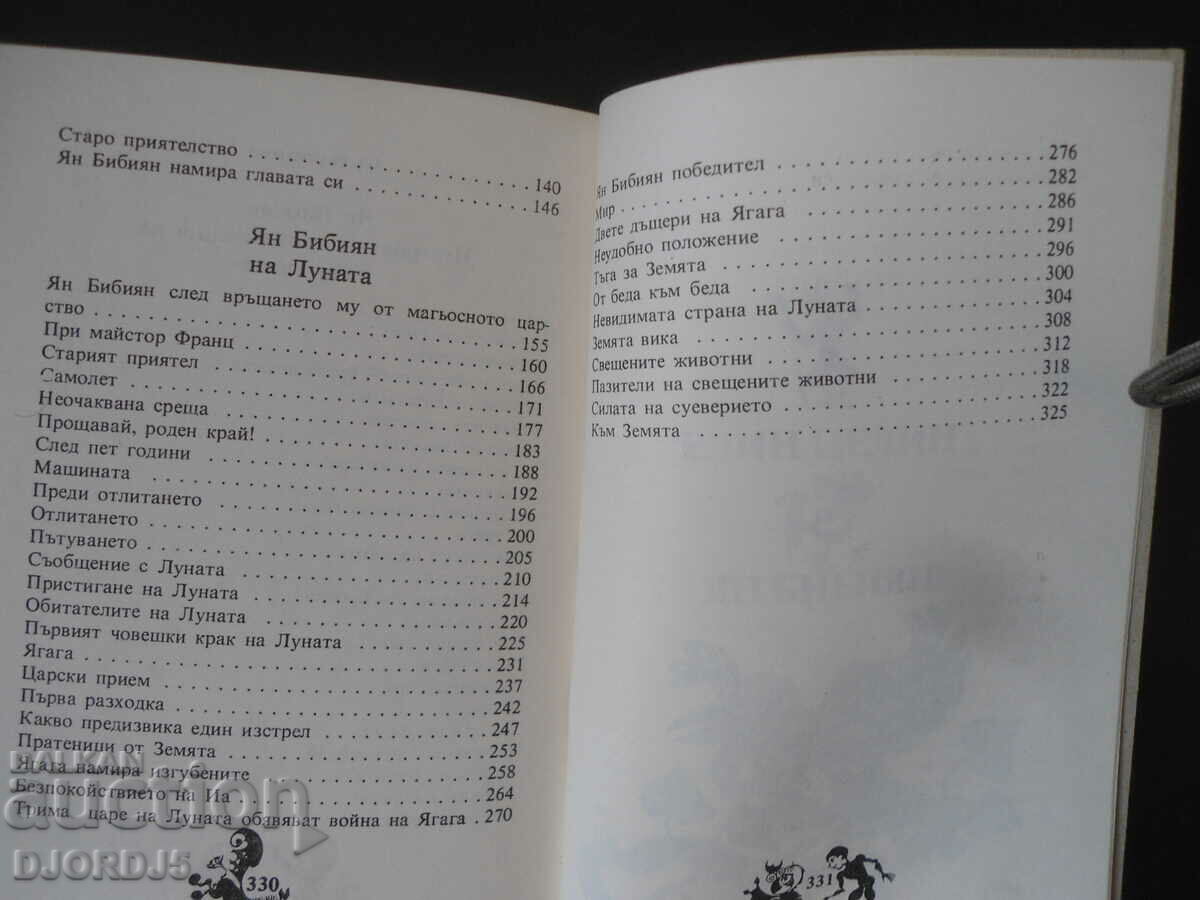 Старо приятелство . . . . . . . . . . . . . . . . . . . . . . 140
Ян Бибиян намира главата си . . . . . . . . . . . . . . 146
Ян Бибиян
на Луната
Ян Бибиян след връщането му от магьосното цар-
ство . . . . . . . . . . . . . . . . . . . . . . . . . . . . . . . 155
При майстор Франц . . . . . . . . . . . . . . . . . . . . . 160
Старият приятел . . . . . . . . . . . . . . . . . . . . . . . 166
Самолет . . . . . . . . . . . . . . . . . . . . . . . . . . . . . 171
Неочаквана среща . . . . . . . . . . . . . . . . . . . . . . 177
Прощавай, роден край! . . . . . . . . . . . . . . . . . . 183
След пет години . . . . . . . . . . . . . . . . . . . . . . . 188
Машината . . . . . . . . . . . . . . . . . . . . . . . . . . . 192
Преди отлитането . . . . . . . . . . . . . . . . . . . . . . 196
Отлитането . . . . . . . . . . . . . . . . . . . . . . . . . . 200
Пътуването . . . . . . . . . . . . . . . . . . . . . . . . . . 205
Съобщение с Луната . . . . . . . . . . . . . . . . . . . . 210
Пристигане на Луната . . . . . . . . . . . . . . . . . . . 214
Обитателите на Луната . . . . . . . . . . . . . . . . . . 220
Първият човешки крак на Луната . . . . . . . . . . 225
Ягага . . . . . . . . . . . . . . . . . . . . . . . . . . . . . . . 231
Царски прием . . . . . . . . . . . . . . . . . . . . . . . . 237
Първа разходка . . . . . . . . . . . . . . . . . . . . . . . 242
Какво предизвика един изстрел . . . . . . . . . . . . 247
Пратеници от Земята . . . . . . . . . . . . . . . . . . . 253
Ягага намира изгубените . . . . . . . . . . . . . . . . . 258
Безпокойствието на Иа . . . . . . . . . . . . . . . . . . 264
Трима царе на Луната обавяват война на Ягага . 270
330
Ян Бибиян победител . . . . . . . . . . . . . . . . . . . 276
Мир . . . . . . . . . . . . . . . . . . . . . . . . . . . . . . . 282
Двете дъщери на Ягага . . . . . . . . . . . . . . . . . . 286
Неудобно положение . . . . . . . . . . . . . . . . . . . 291
Тъга за Земята . . . . . . . . . . . . . . . . . . . . . . . 296
От беда към беда . . . . . . . . . . . . . . . . . . . . . . 300
Невидимата страна на Луната . . . . . . . . . . . . . 304
Земята вика . . . . . . . . . . . . . . . . . . . . . . . . . 308
Свещените животни . . . . . . . . . . . . . . . . . . . . 312
Пазители на свещените животни . . . . . . . . . . . 318
Силата на суеверието . . . . . . . . . . . . . . . . . . . 322
Към Земята . . . . . . . . . . . . . . . . . . . . . . . . . 325
331
BALKAN
auction
DJORDJ5